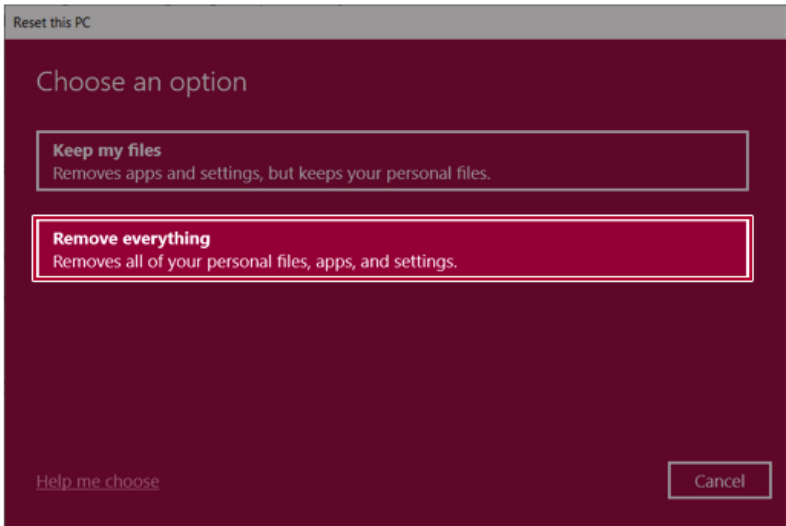 Reset this PC
Choose an option
Keep my files
Removes apps and settings, but keeps your personal files.
Remove everything
Removes all of your personal files, apps, and settings.
Help me choose
Cancel